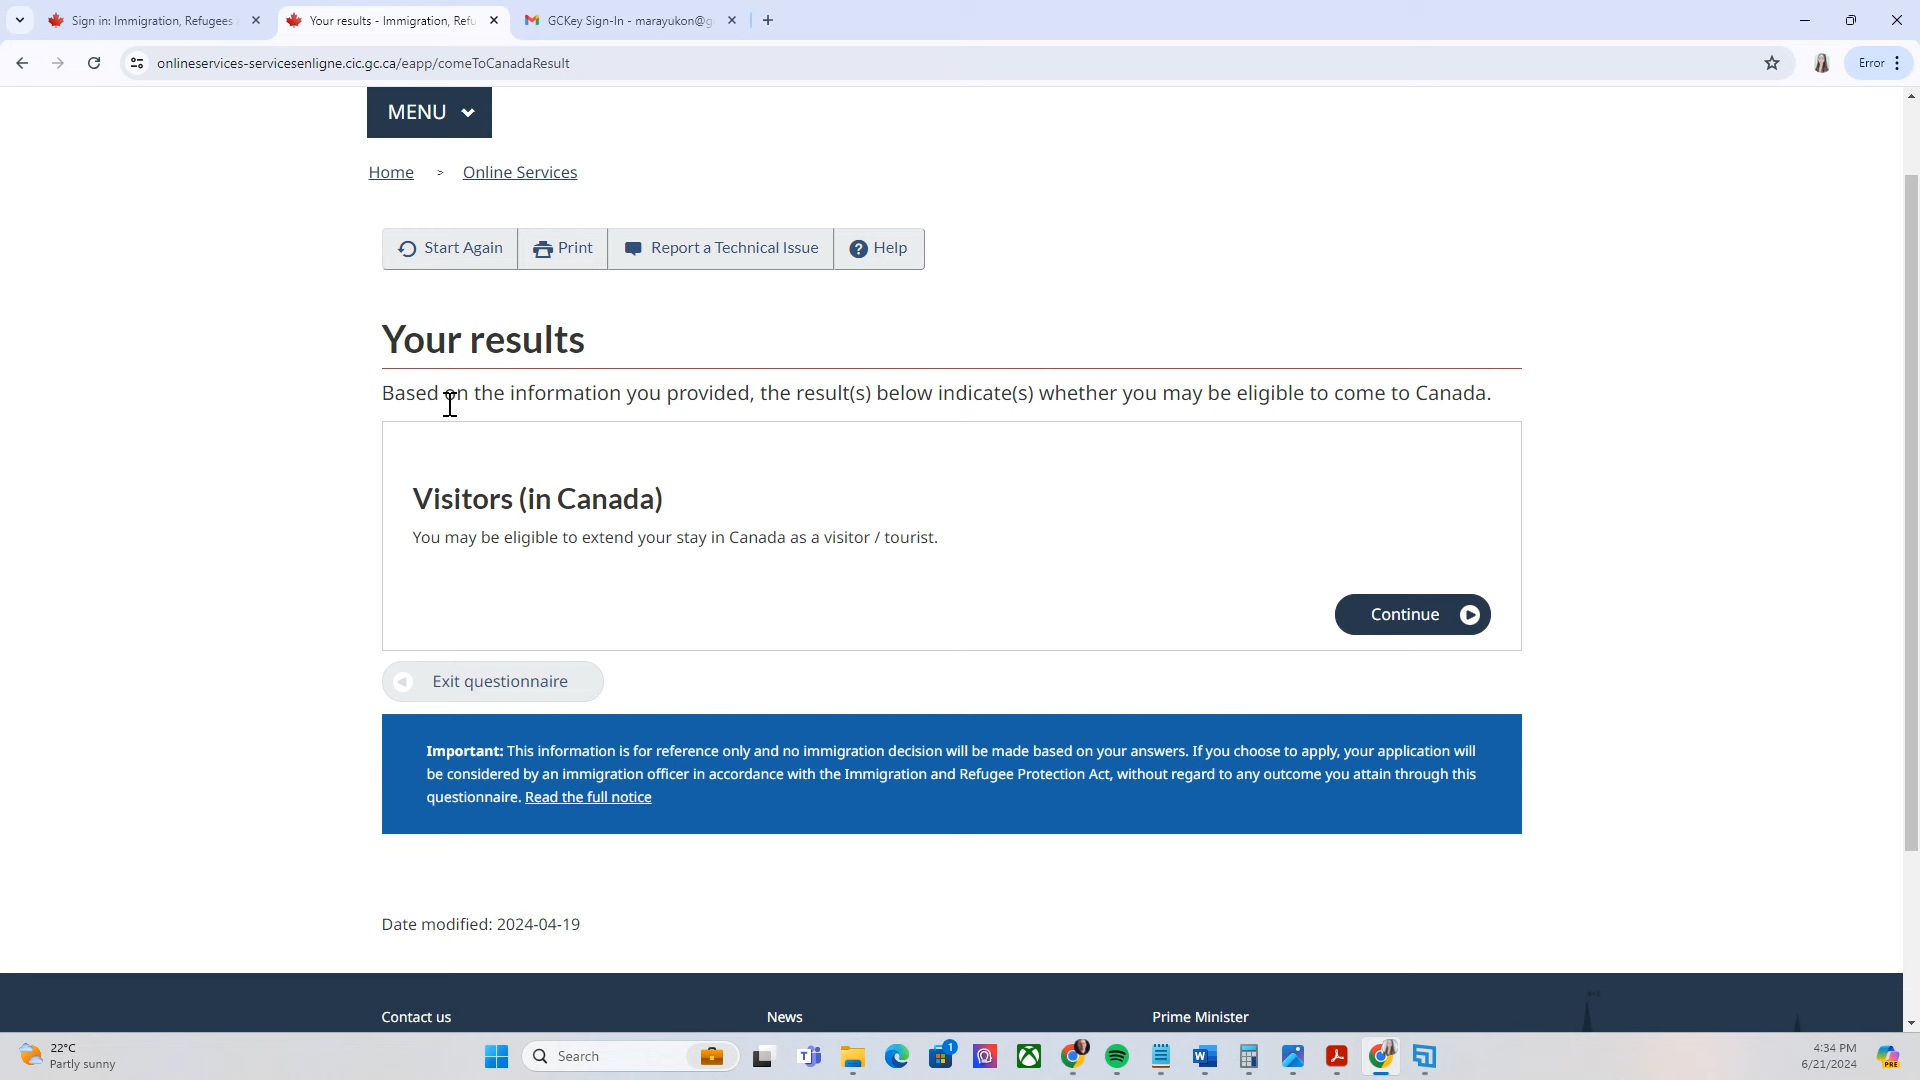 Sign in: Immigration, Refugees
Your results - Immigration, Refu
GCKey Sign-In - marayukon@g
onlineservices-servicesenligne.cic.gc.ca/eapp/comeToCanadaResult
Error
MENU
Home > Online Services
Start Again
Print
Report a Technical Issue
? Help
Your results
Based on the information you provided, the result(s) below indicate(s) whether you may be eligible to come to Canada.
Visitors (in Canada)
You may be eligible to extend your stay in Canada as a visitor / tourist.
Continue
Exit questionnaire
Important: This information is for reference only and no immigration decision will be made based on your answers. If you choose to apply, your application will
be considered by an immigration officer in accordance with the Immigration and Refugee Protection Act, without regard to any outcome you attain through this
questionnaire. Read the full notice
Date modified: 2024-04-19
Contact us
News
Prime Minister
22°C
Partly sunny
Search
1
4:34 PM
6/21/2024
PRE